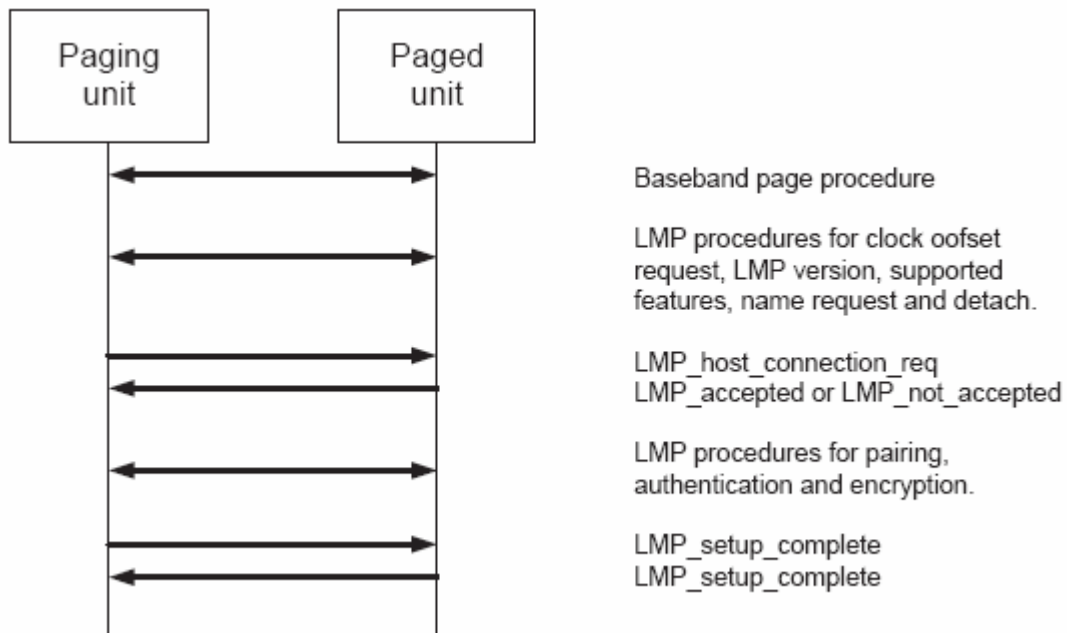 Paging
unit
Paged
unit
Baseband page procedure
LMP procedures for clock oofset
request, LMP version, supported
features, name request and detach.
LMP_host_connection_req
LMP_accepted or LMP_not_accepted
LMP procedures for pairing,
authentication and encryption.
LMP_setup_complete
LMP_setup_complete